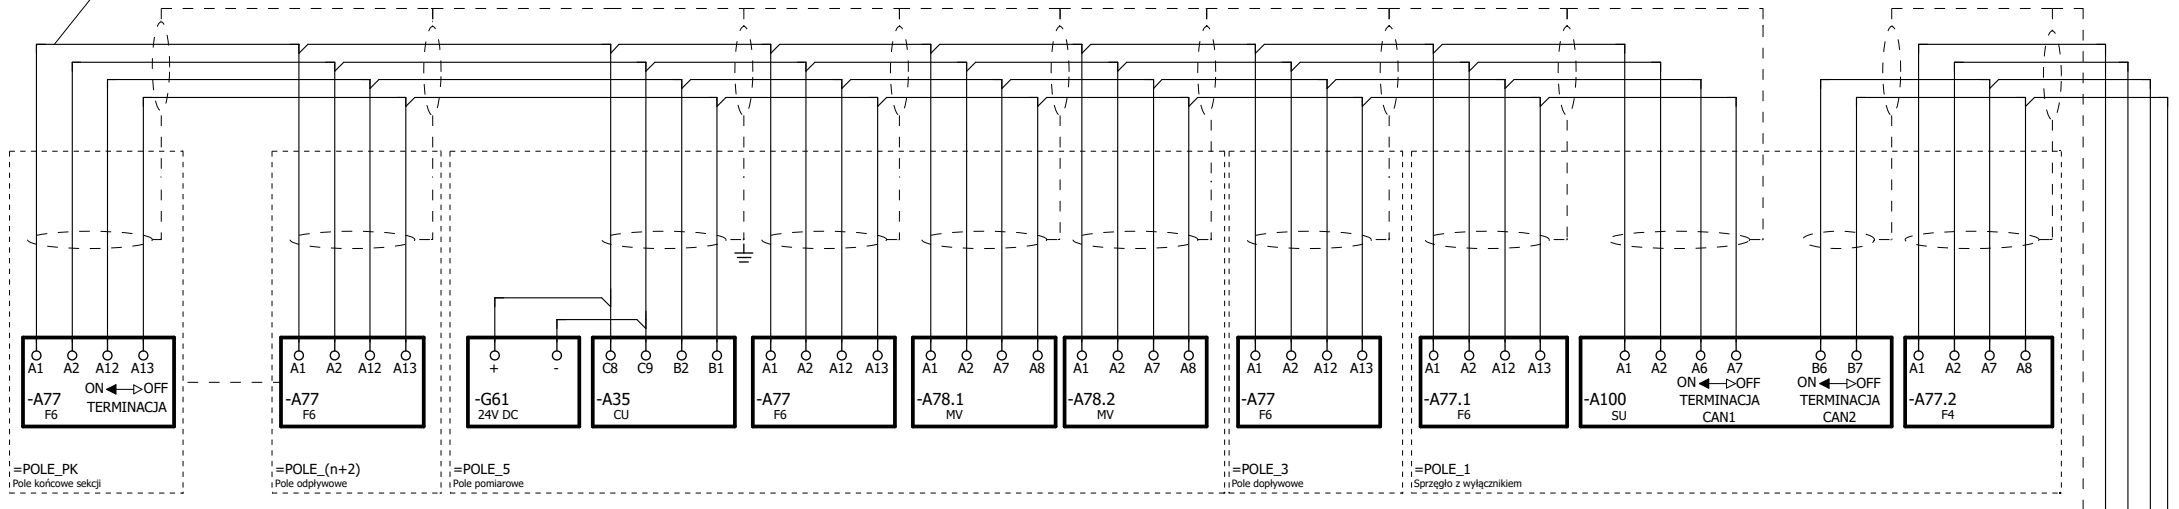 A1 A2 A12 A13
ON OFF
TERMINACJA
-A77
F6
=POLE_PK
Pole końcowe sekcji
A1 A2 A12 A13
-A77
F6
=POLE_(n+2)
Pole odpływowe
+ -
-G61
24V DC
C8 C9 B2 B1
-A35
CU
A1 A2 A12 A13
-A77
F6
A1 A2 A7 A8
-A78.1
MV
A1 A2 A7 A8
-A78.2
MV
=POLE_5
Pole pomiarowe
A1 A2 A12 A13
-A77
F6
=POLE_3
Pole dopływowe
A1 A2 A12 A13
-A77.1
F6
A1 A2 A6 A7 B6 B7
-A100
SU
ON OFF
TERMINACJA
CAN1
ON OFF
TERMINACJA
CAN2
A1 A2 A7 A8
-A77.2
F4
=POLE_1
Sprzęgło z wyłącznikiem